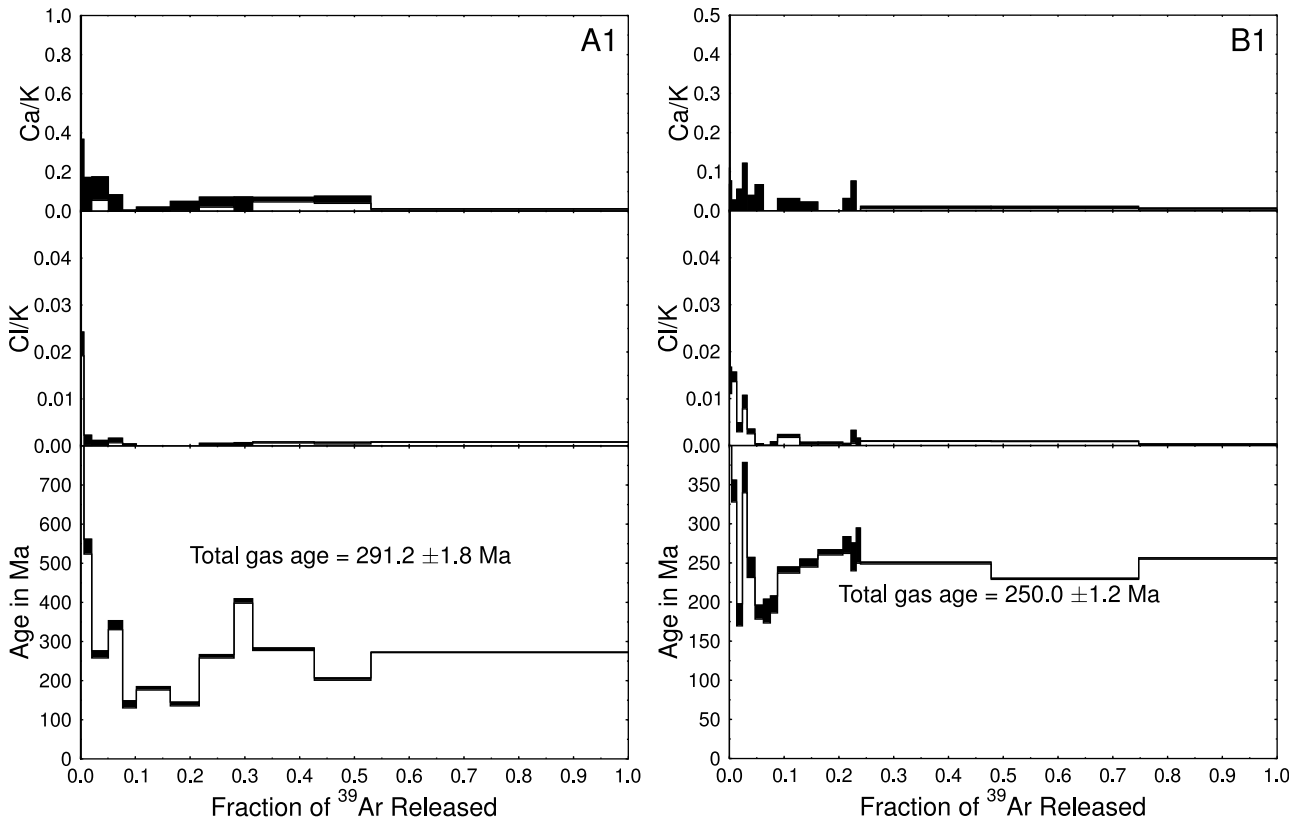 A1
Ca/K
1.0
0.8
0.6
0.4
0.2
0.0
Cl/K
0.04
0.03
0.02
0.01
0.00
Age in Ma
700
600
500
400
300
200
100
0
Total gas age = 291.2 ±1.8 Ma
0.0 0.1 0.2 0.3 0.4 0.5 0.6 0.7 0.8 0.9 1.0
Fraction of ³⁹Ar Released
B1
Ca/K
0.5
0.4
0.3
0.2
0.1
0.0
Cl/K
0.04
0.03
0.02
0.01
0.00
Age in Ma
350
300
250
200
150
100
50
0
Total gas age = 250.0 ±1.2 Ma
0.0 0.1 0.2 0.3 0.4 0.5 0.6 0.7 0.8 0.9 1.0
Fraction of ³⁹Ar Released